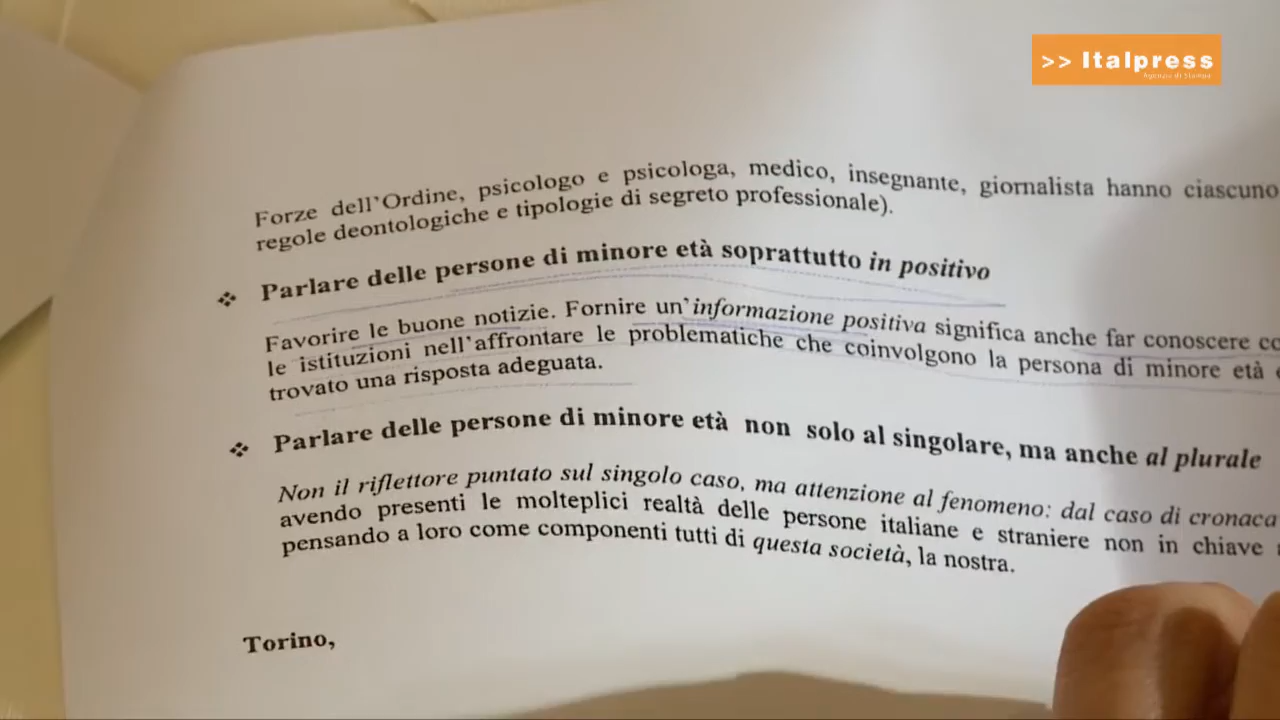 >> Italpress
Agenzia di Stampa
Forze dell'Ordine, psicologo e psicologa, medico, insegnante, giornalista hanno ciascuno
regole deontologiche e tipologie di segreto professionale).
❖ Parlare delle persone di minore età soprattutto in positivo
Favorire le buone notizie. Fornire un'informazione positiva significa anche far conoscere
le istituzioni nell'affrontare le problematiche che coinvolgono la persona di minore età
trovato una risposta adeguata.
❖ Parlare delle persone di minore età non solo al singolare, ma anche al plurale
Non il riflettore puntato sul singolo caso, ma attenzione al fenomeno: dal caso di cronaca
avendo presenti le molteplici realtà delle persone italiane e straniere non in chiave
pensando a loro come componenti tutti di questa società, la nostra.
Torino,